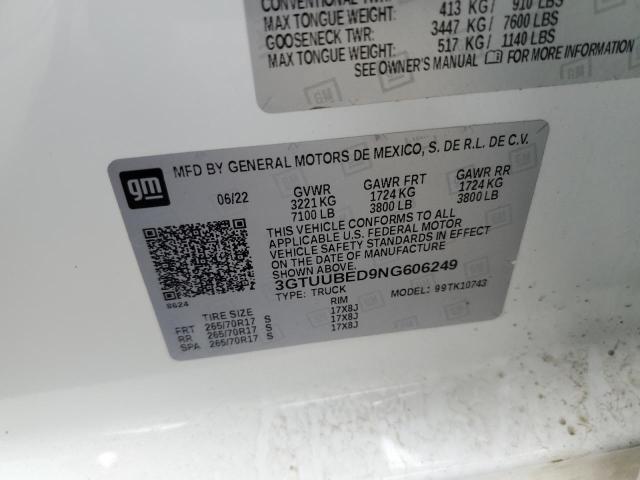 CONVENTIONAL TWR: 413 KG/ 910 LBS
MAX TONGUE WEIGHT: 3447 KG/ 7600 LBS
GOOSENECK TWR: 517 KG/ 1140 LBS
MAX TONGUE WEIGHT:
SEE OWNER'S MANUAL FOR MORE INFORMATION
gm
MFD BY GENERAL MOTORS DE MEXICO, S. DE R.L. DE C.V.
06/22 GVWR GAWR FRT GAWR RR
3221 KG 1724 KG 1724 KG
7100 LB 3800 LB 3800 LB
THIS VEHICLE CONFORMS TO ALL
APPLICABLE U.S. FEDERAL MOTOR
VEHICLE SAFETY STANDARDS IN EFFECT
ON THE DATE OF MANUFACTURE
SHOWN ABOVE.
3GTUUBED9NG606249
TYPE: TRUCK MODEL: 99TK10743
S624
TIRE SIZE RIM
FRT 265/70R17 S 17X8J
RR 265/70R17 S 17X8J
SPA 265/70R17 S 17X8J